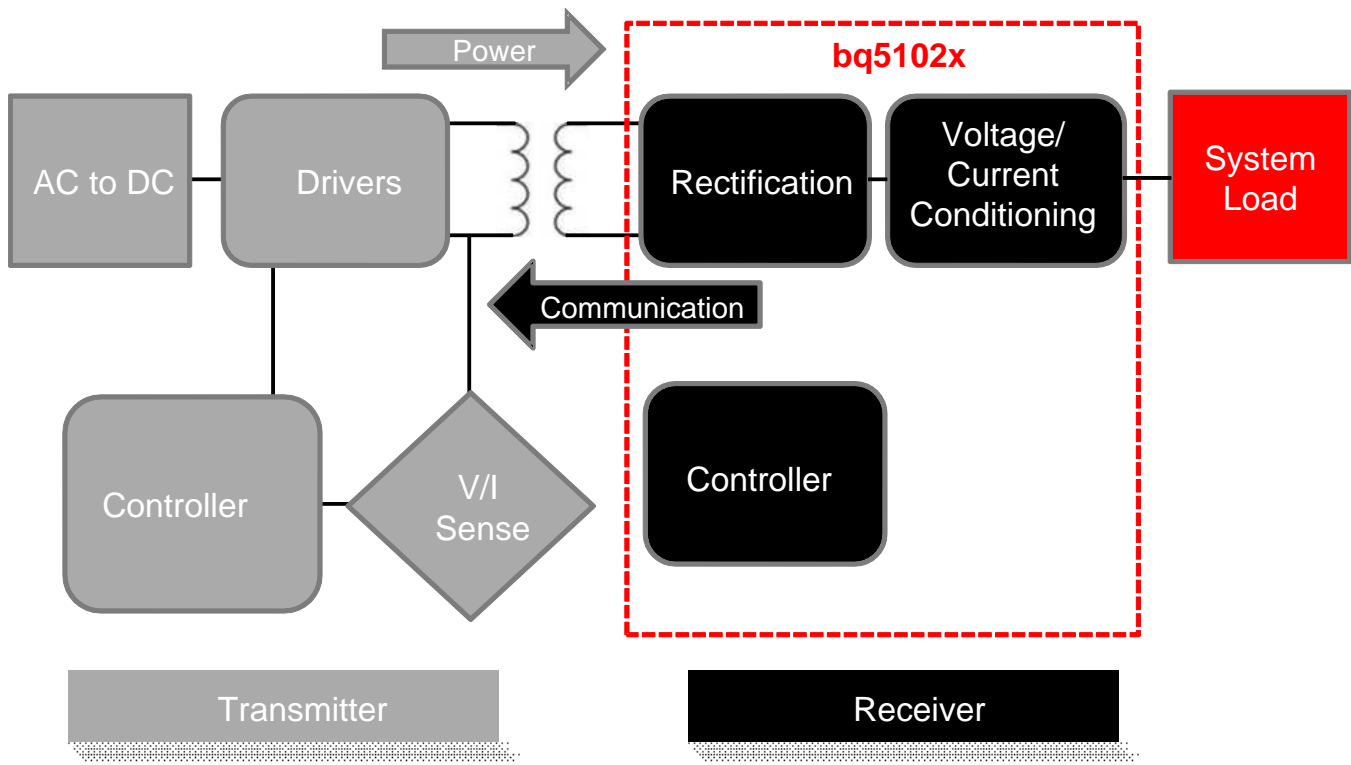 Power
bq5102x
AC to DC
Drivers
Rectification
Voltage/
Current
Conditioning
System
Load
Communication
Controller
V/I
Sense
Controller
Transmitter
Receiver